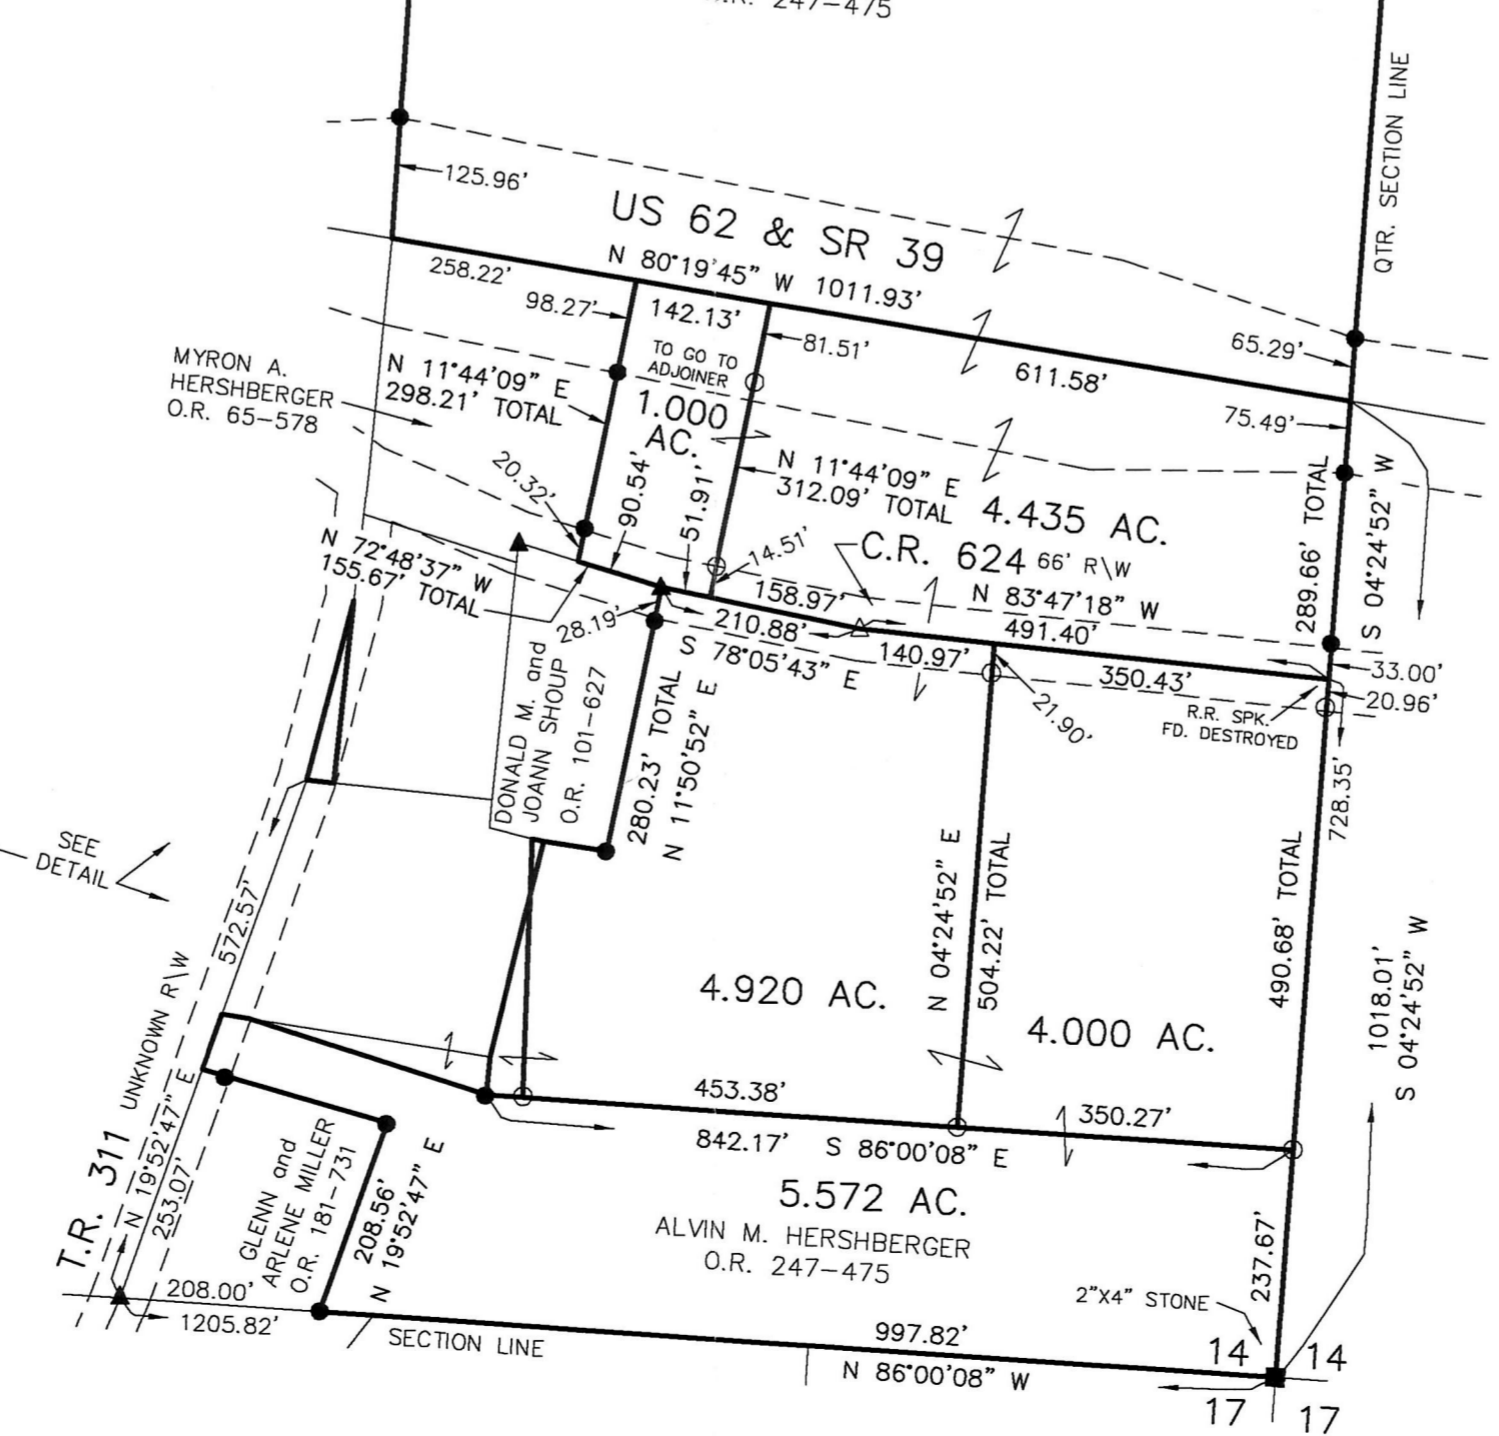 247-475
125.96'
QTR. SECTION LINE
US 62 & SR 39
N 80°19'45" W 1011.93'
258.22'
98.27'
142.13'
81.51'
65.29'
611.58'
75.49'
MYRON A.
HERSHBERGER
O.R. 65-578
N 11°44'09" E
298.21' TOTAL
TO GO TO
ADJOINER
1.000
AC.
N 11°44'09" E
312.09' TOTAL
4.435 AC.
20.32'
90.54'
51.91'
14.51'
C.R. 624 66' R\W
289.66' TOTAL
S 04°24'52" W
N 72°48'37" W
155.67' TOTAL
28.19'
158.97'
210.88'
S 78°05'43" E
N 83°47'18" W
491.40'
140.97'
350.43'
21.90'
33.00'
20.96'
R.R. SPK.
FD. DESTROYED
728.35'
DONALD M. and
JOANN SHOUP
O.R. 101-627
280.23' TOTAL
N 11°50'52" E
SEE
DETAIL
572.57'
N 04°24'52" E
504.22' TOTAL
490.68' TOTAL
4.920 AC.
4.000 AC.
1018.01'
S 04°24'52" W
T.R. 311 UNKNOWN R\W
N 19°52'47" E
253.07'
453.38'
350.27'
842.17' S 86°00'08" E
GLENN and
ARLENE MILLER
O.R. 181-731
208.56'
N 19°52'47" E
5.572 AC.
ALVIN M. HERSHBERGER
O.R. 247-475
237.67'
2"X4" STONE
208.00'
1205.82'
SECTION LINE
997.82'
N 86°00'08" W
14 14
17 17